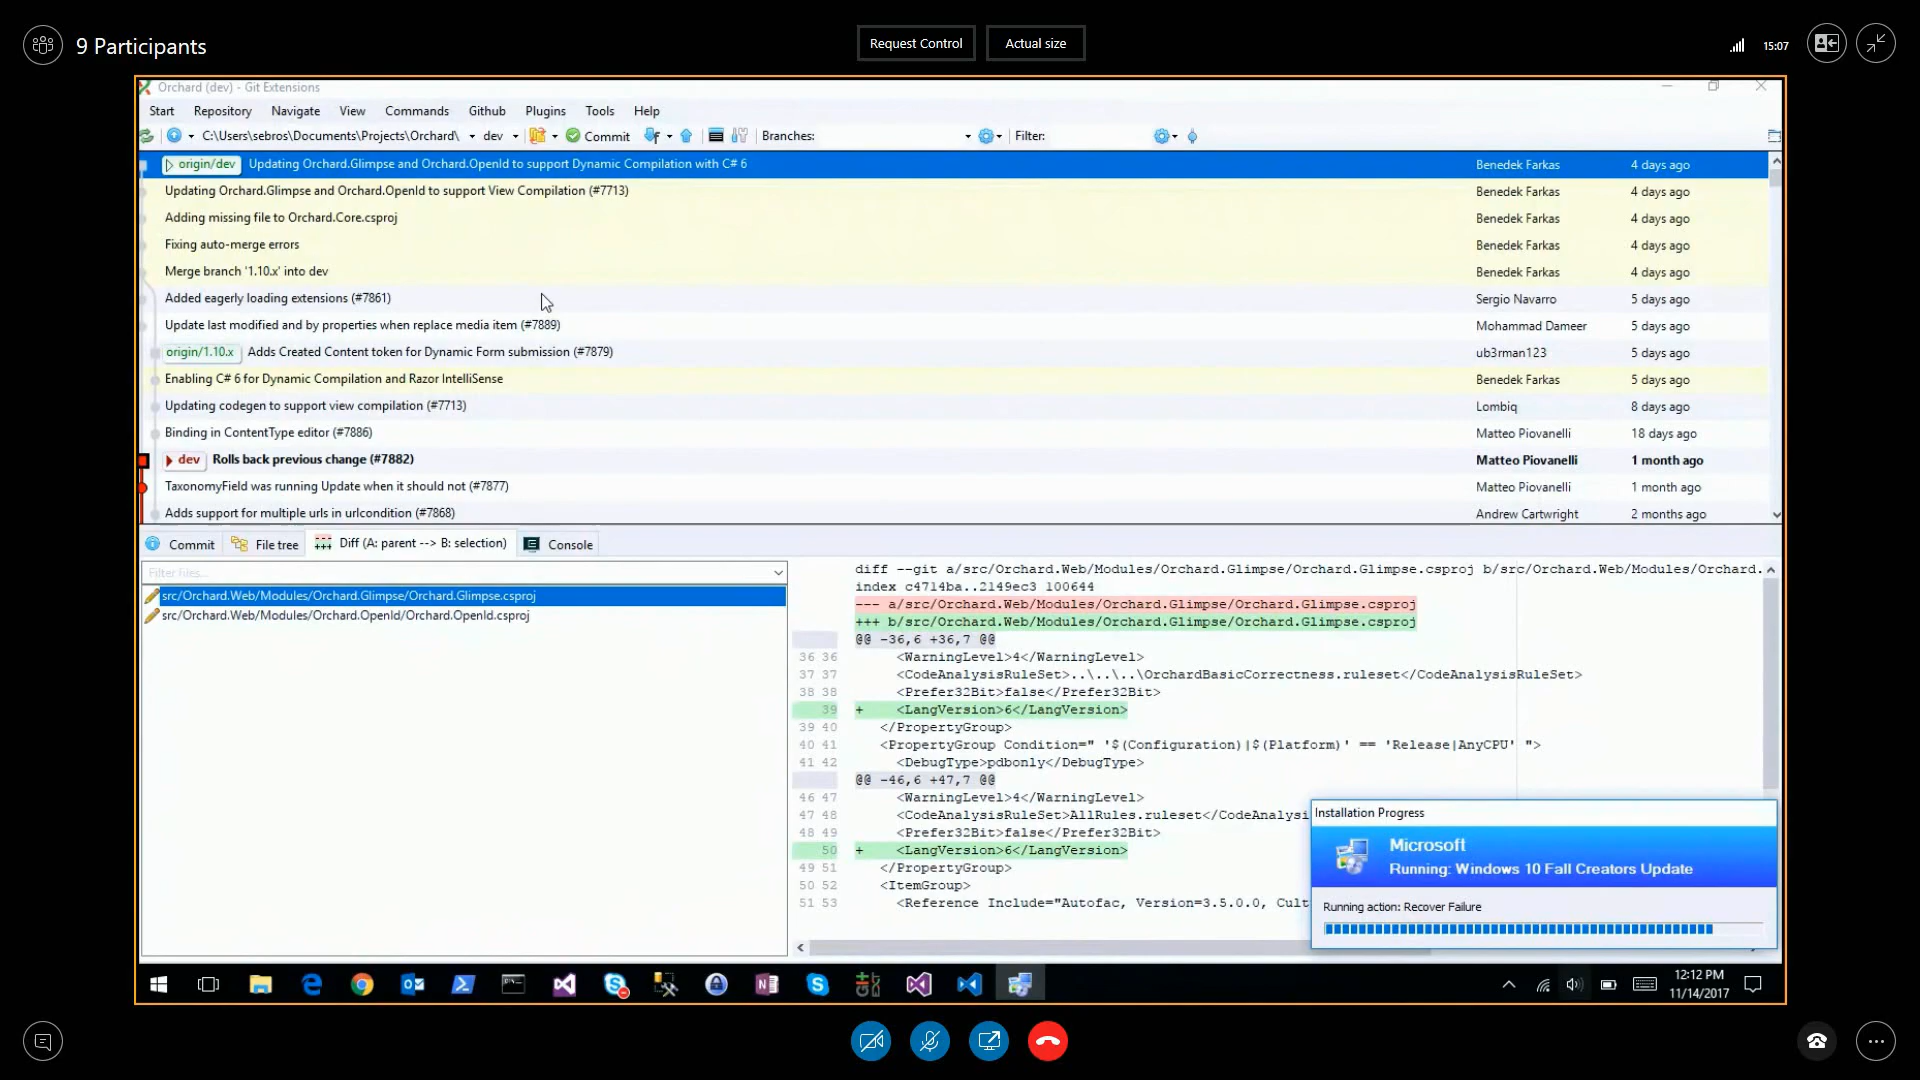 9 Participants
Request Control
Actual size
15:07
Orchard (dev) - Git Extensions
Start Repository Navigate View Commands Github Plugins Tools Help
C:\Users\sebros\Documents\Projects\Orchard\ dev Commit Branches: Filter:
origin/dev Updating Orchard.Glimpse and Orchard.OpenId to support Dynamic Compilation with C# 6 Benedek Farkas 4 days ago
Updating Orchard.Glimpse and Orchard.OpenId to support View Compilation (#7713) Benedek Farkas 4 days ago
Adding missing file to Orchard.Core.csproj Benedek Farkas 4 days ago
Fixing auto-merge errors Benedek Farkas 4 days ago
Merge branch '1.10.x' into dev Benedek Farkas 4 days ago
Added eagerly loading extensions (#7861) Sergio Navarro 5 days ago
Update last modified and by properties when replace media item (#7889) Mohammad Dameer 5 days ago
origin/1.10.x Adds Created Content token for Dynamic Form submission (#7879) ub3rman123 5 days ago
Enabling C# 6 for Dynamic Compilation and Razor IntelliSense Benedek Farkas 5 days ago
Updating codegen to support view compilation (#7713) Lombiq 8 days ago
Binding in ContentType editor (#7886) Matteo Piovanelli 18 days ago
dev Rolls back previous change (#7882) Matteo Piovanelli 1 month ago
TaxonomyField was running Update when it should not (#7877) Matteo Piovanelli 1 month ago
Adds support for multiple urls in urlcondition (#7868) Andrew Cartwright 2 months ago
Commit File tree Diff (A: parent --> B: selection) Console
Filter files...
src/Orchard.Web/Modules/Orchard.Glimpse/Orchard.Glimpse.csproj
src/Orchard.Web/Modules/Orchard.OpenId/Orchard.OpenId.csproj
diff --git a/src/Orchard.Web/Modules/Orchard.Glimpse/Orchard.Glimpse.csproj b/src/Orchard.Web/Modules/Orchard.
index c4714ba..2149ec3 100644
--- a/src/Orchard.Web/Modules/Orchard.Glimpse/Orchard.Glimpse.csproj
+++ b/src/Orchard.Web/Modules/Orchard.Glimpse/Orchard.Glimpse.csproj
@@ -36,6 +36,7 @@
36 36 <WarningLevel>4</WarningLevel>
37 37 <CodeAnalysisRuleSet>..\..\..\OrchardBasicCorrectness.ruleset</CodeAnalysisRuleSet>
38 38 <Prefer32Bit>false</Prefer32Bit>
39 + <LangVersion>6</LangVersion>
39 40 </PropertyGroup>
40 41 <PropertyGroup Condition=" '$(Configuration)|$(Platform)' == 'Release|AnyCPU' ">
41 42 <DebugType>pdbonly</DebugType>
@@ -46,6 +47,7 @@
46 47 <WarningLevel>4</WarningLevel>
47 48 <CodeAnalysisRuleSet>AllRules.ruleset</CodeAnalysi
48 49 <Prefer32Bit>false</Prefer32Bit>
50 + <LangVersion>6</LangVersion>
49 51 </PropertyGroup>
50 52 <ItemGroup>
51 53 <Reference Include="Autofac, Version=3.5.0.0, Cult
Installation Progress
Microsoft
Running: Windows 10 Fall Creators Update
Running action: Recover Failure
12:12 PM
11/14/2017